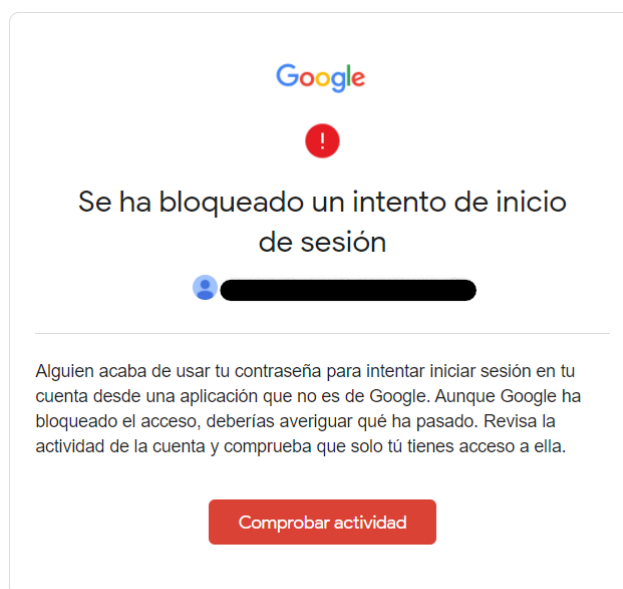 Google
!
Se ha bloqueado un intento de inicio
de sesión
Alguien acaba de usar tu contraseña para intentar iniciar sesión en tu
cuenta desde una aplicación que no es de Google. Aunque Google ha
bloqueado el acceso, deberías averiguar qué ha pasado. Revisa la
actividad de la cuenta y comprueba que solo tú tienes acceso a ella.
Comprobar actividad